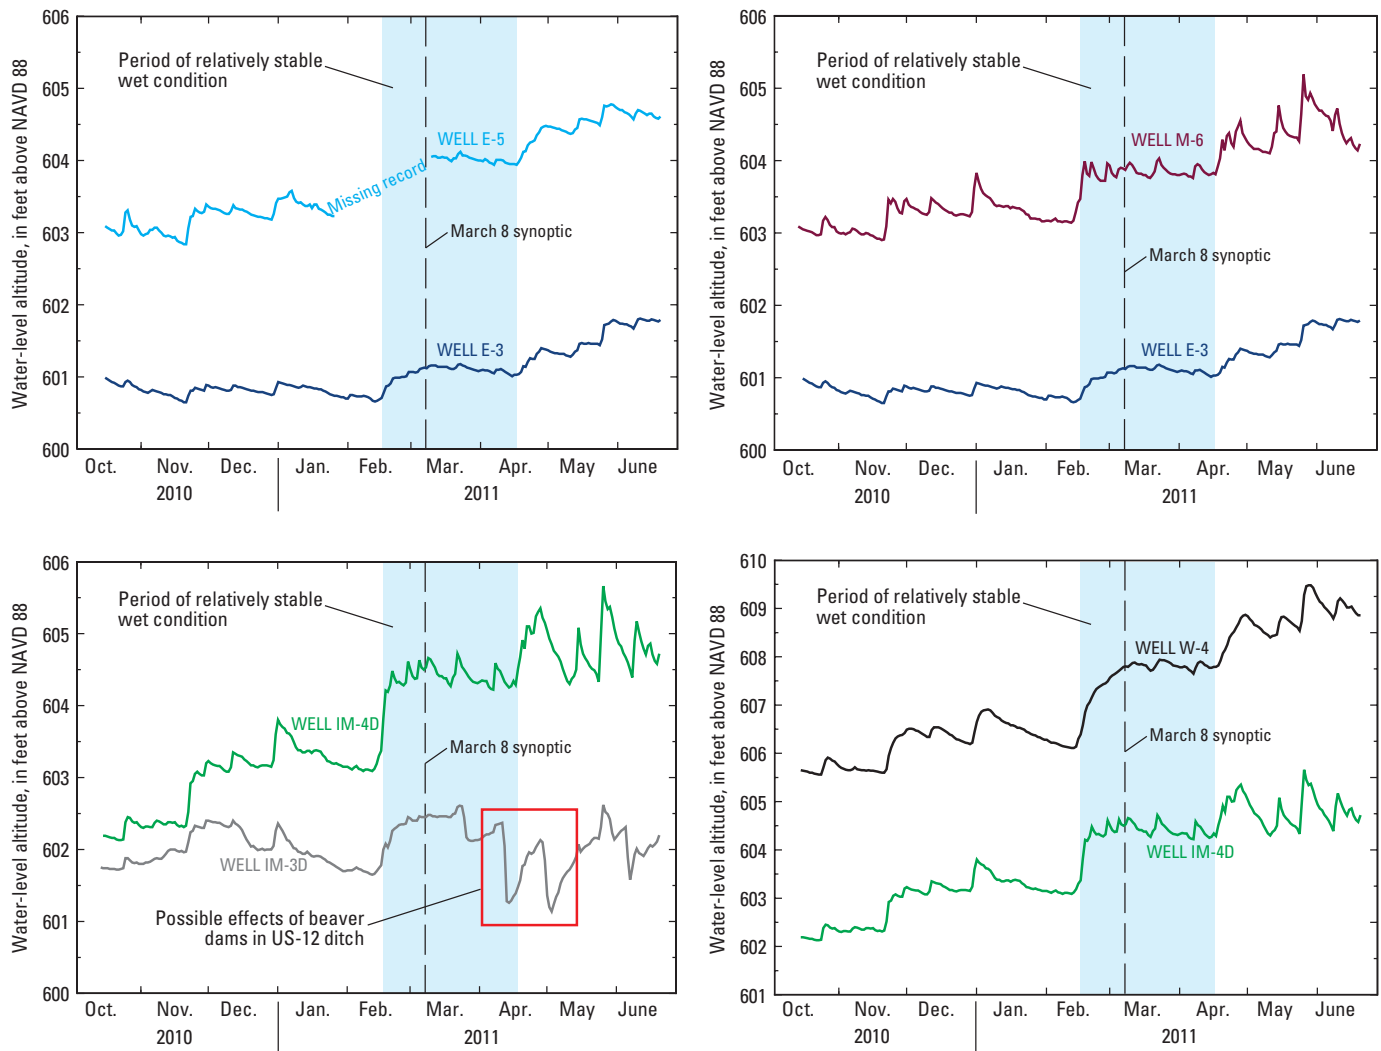 606
605
604
603
602
601
600
Water-level altitude, in feet above NAVD 88
Period of relatively stable
wet condition
WELL E-5
Missing record
March 8 synoptic
WELL E-3
Oct. Nov. Dec. Jan. Feb. Mar. Apr. May June
2010 2011
606
605
604
603
602
601
600
Water-level altitude, in feet above NAVD 88
Period of relatively stable
wet condition
WELL M-6
March 8 synoptic
WELL E-3
Oct. Nov. Dec. Jan. Feb. Mar. Apr. May June
2010 2011
606
605
604
603
602
601
600
Water-level altitude, in feet above NAVD 88
Period of relatively stable
wet condition
WELL IM-4D
March 8 synoptic
WELL IM-3D
Possible effects of beaver
dams in US-12 ditch
Oct. Nov. Dec. Jan. Feb. Mar. Apr. May June
2010 2011
610
609
608
607
606
605
604
603
602
601
Water-level altitude, in feet above NAVD 88
Period of relatively stable
wet condition
WELL W-4
March 8 synoptic
WELL IM-4D
Oct. Nov. Dec. Jan. Feb. Mar. Apr. May June
2010 2011